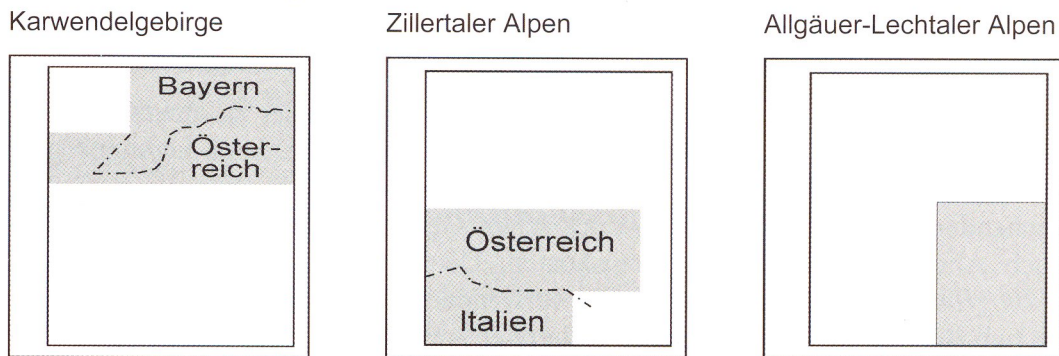 Karwendelgebirge
Zillertaler Alpen
Allgäuer-Lechtaler Alpen
Bayern
Öster-
reich
Österreich
Italien